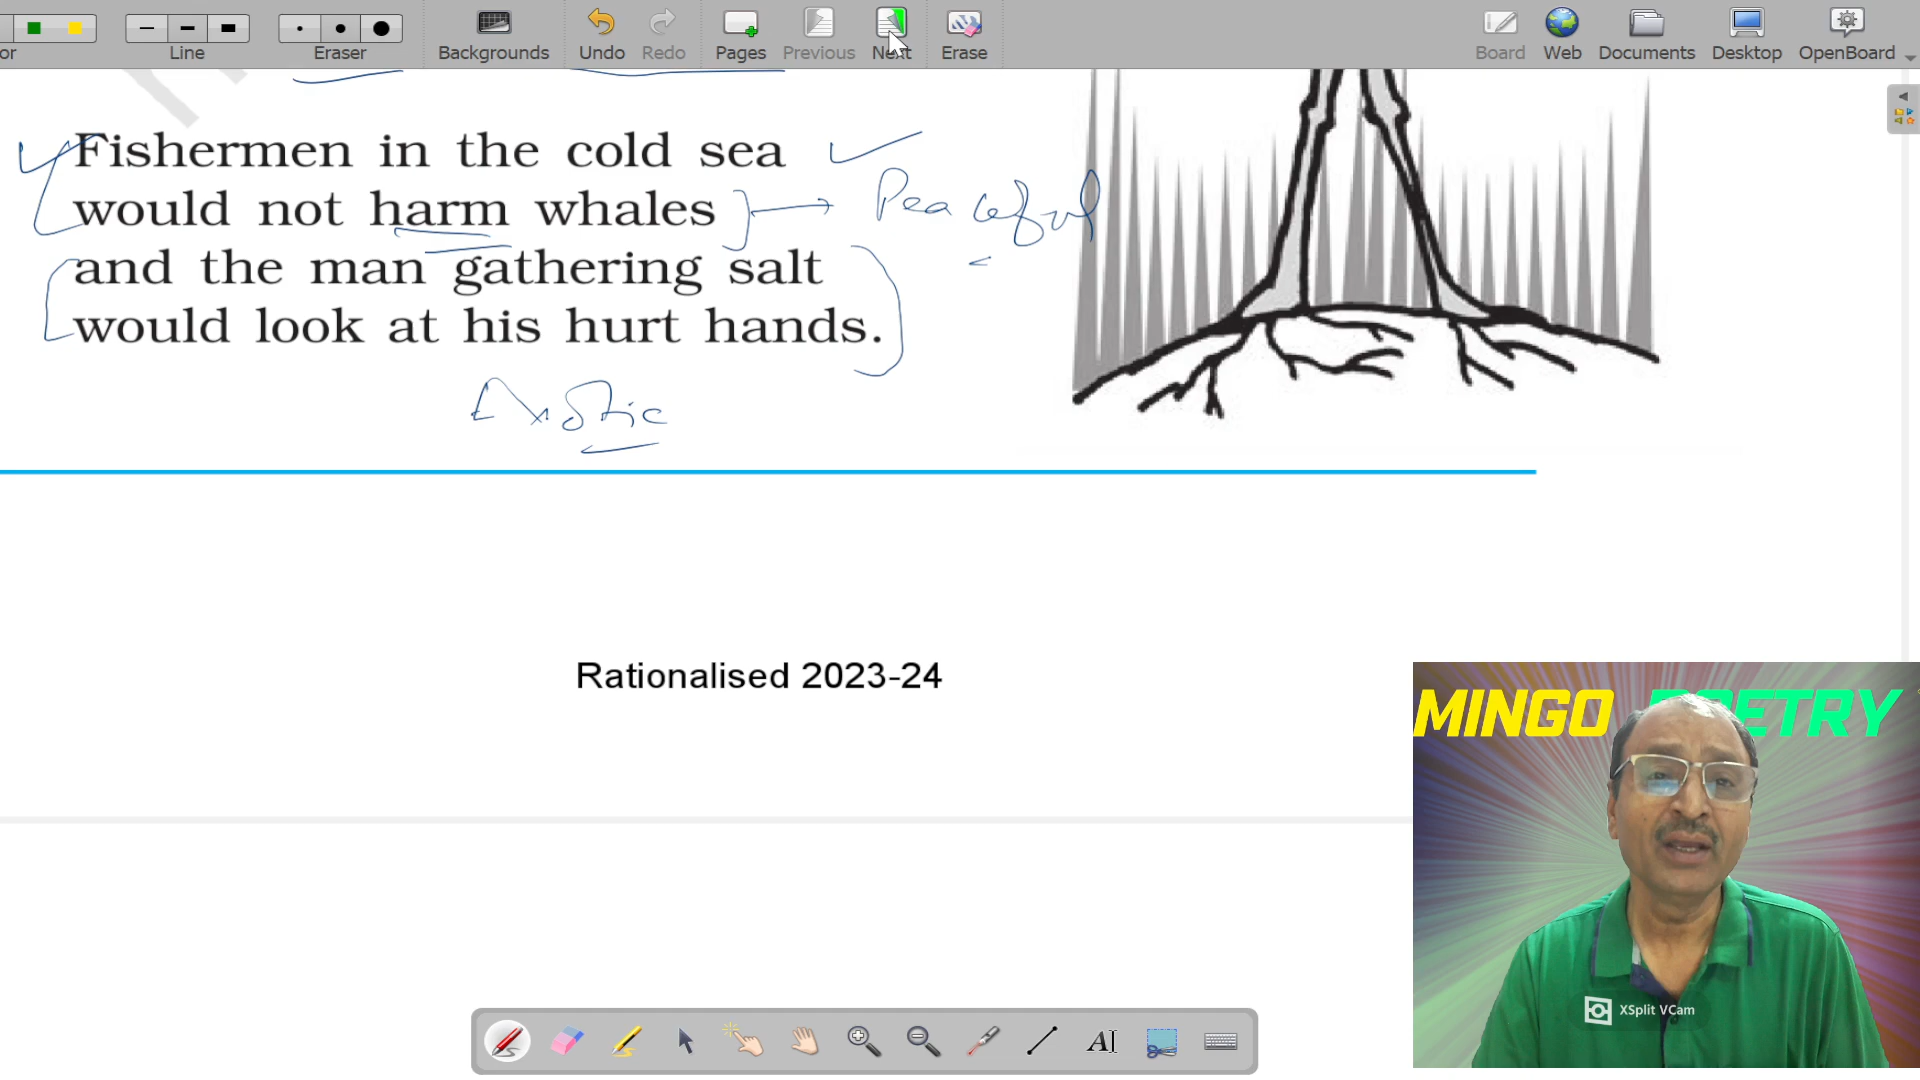 or Line Eraser Backgrounds Undo Redo Pages Previous Next Erase Board Web Documents Desktop OpenBoard
Fishermen in the cold sea
would not harm whales
Peaceful
and the man gathering salt
would look at his hurt hands.
Rationalised 2023-24
MINGO POETRY
XSplit VCam